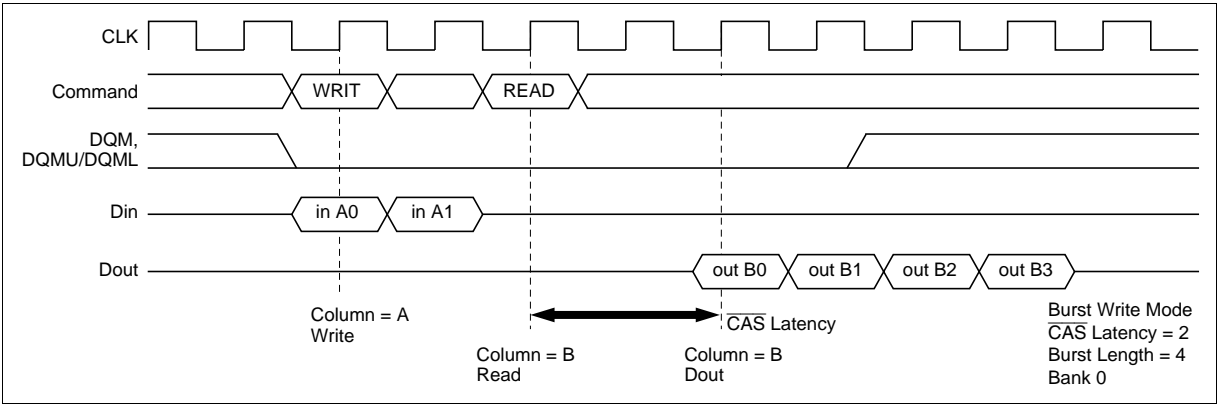 CLK
Command
WRIT
READ
DQM,
DQMU/DQML
Din
in A0
in A1
Dout
out B0
out B1
out B2
out B3
Column = A
Write
CAS Latency
Column = B
Read
Column = B
Dout
Burst Write Mode
CAS Latency = 2
Burst Length = 4
Bank 0